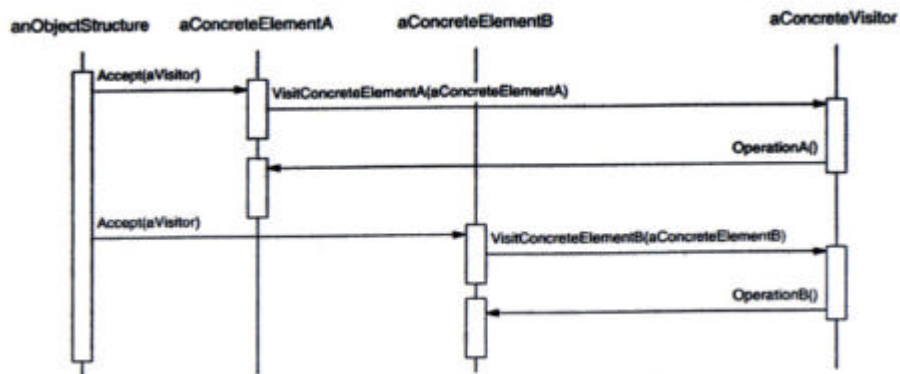 anObjectStructure aConcreteElementA aConcreteElementB aConcreteVisitor
Accept(aVisitor)
VisitConcreteElementA(aConcreteElementA)
OperationA()
Accept(aVisitor)
VisitConcreteElementB(aConcreteElementB)
OperationB()